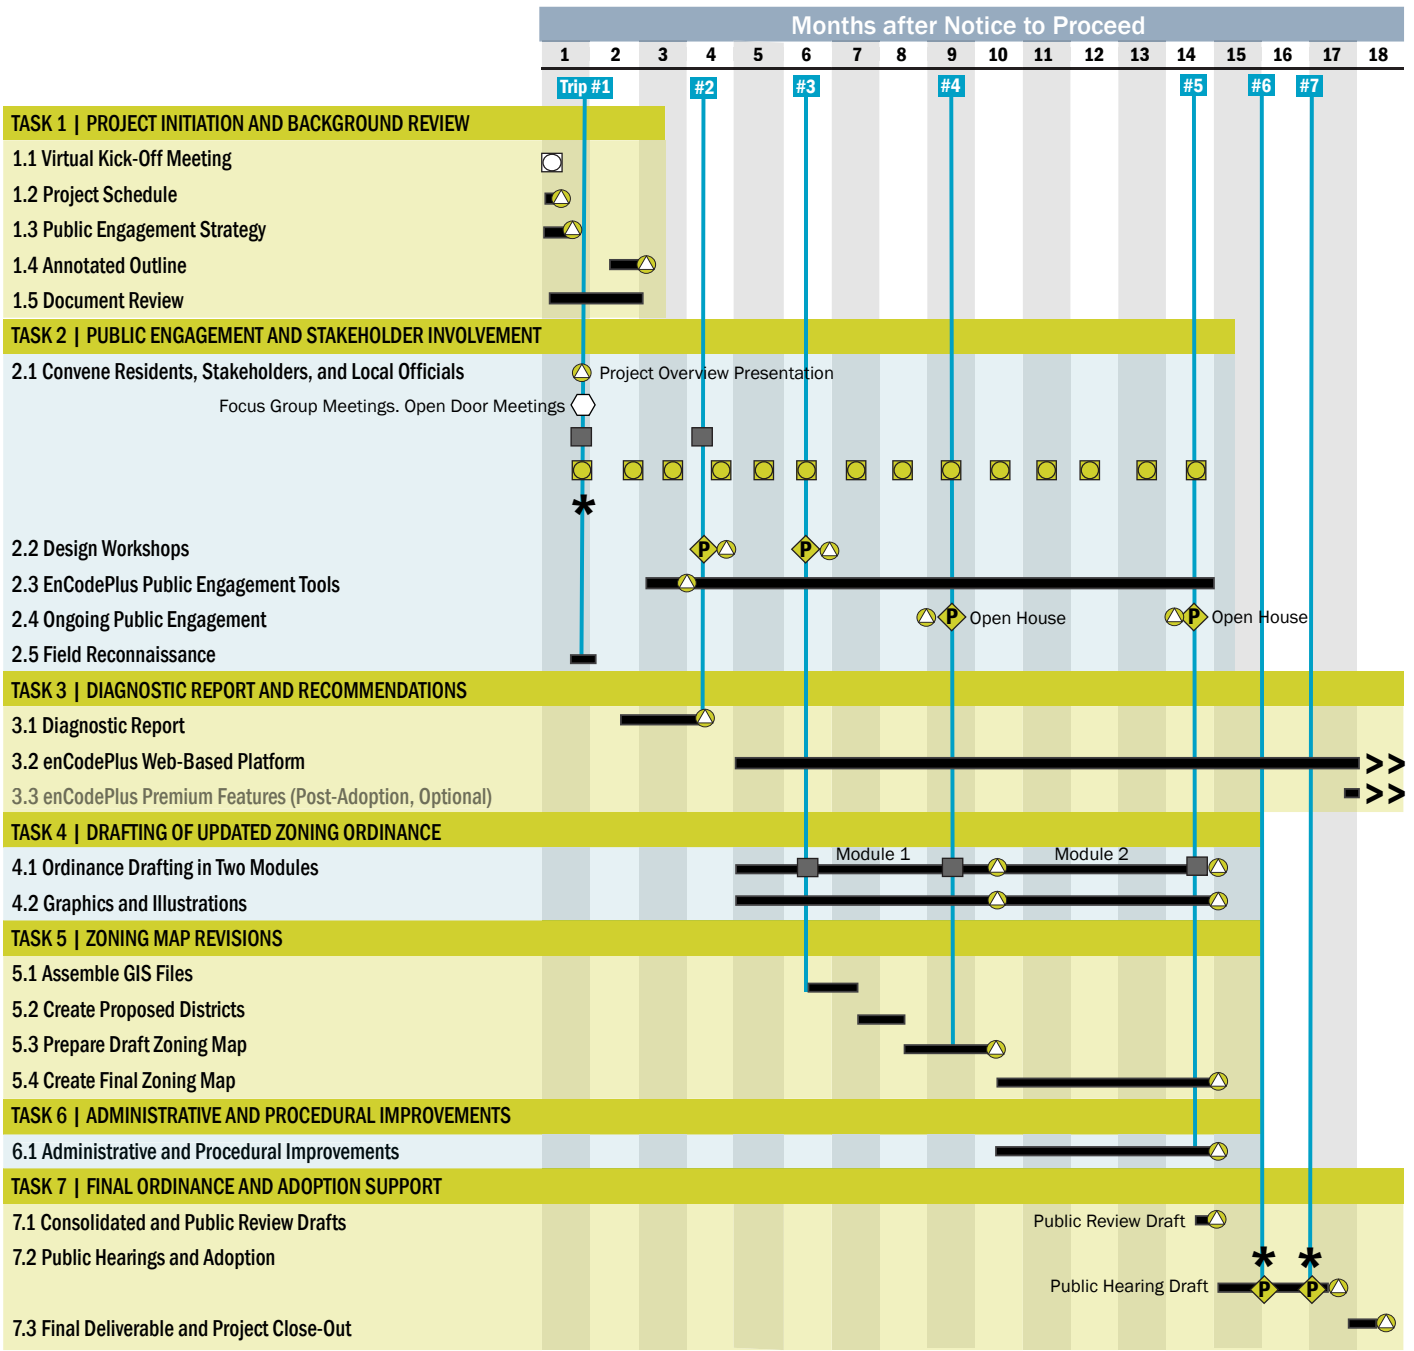 Months after Notice to Proceed
1 2 3 4 5 6 7 8 9 10 11 12 13 14 15 16 17 18
Trip #1 #2 #3 #4 #5 #6 #7
TASK 1 | PROJECT INITIATION AND BACKGROUND REVIEW
1.1 Virtual Kick-Off Meeting
1.2 Project Schedule
1.3 Public Engagement Strategy
1.4 Annotated Outline
1.5 Document Review
TASK 2 | PUBLIC ENGAGEMENT AND STAKEHOLDER INVOLVEMENT
2.1 Convene Residents, Stakeholders, and Local Officials Project Overview Presentation
Focus Group Meetings. Open Door Meetings
*
2.2 Design Workshops P P
2.3 EnCodePlus Public Engagement Tools
2.4 Ongoing Public Engagement P Open House P Open House
2.5 Field Reconnaissance
TASK 3 | DIAGNOSTIC REPORT AND RECOMMENDATIONS
3.1 Diagnostic Report
3.2 enCodePlus Web-Based Platform >>
3.3 enCodePlus Premium Features (Post-Adoption, Optional) >>
TASK 4 | DRAFTING OF UPDATED ZONING ORDINANCE
4.1 Ordinance Drafting in Two Modules Module 1 Module 2
4.2 Graphics and Illustrations
TASK 5 | ZONING MAP REVISIONS
5.1 Assemble GIS Files
5.2 Create Proposed Districts
5.3 Prepare Draft Zoning Map
5.4 Create Final Zoning Map
TASK 6 | ADMINISTRATIVE AND PROCEDURAL IMPROVEMENTS
6.1 Administrative and Procedural Improvements
TASK 7 | FINAL ORDINANCE AND ADOPTION SUPPORT
7.1 Consolidated and Public Review Drafts Public Review Draft
7.2 Public Hearings and Adoption * *
Public Hearing Draft P P
7.3 Final Deliverable and Project Close-Out